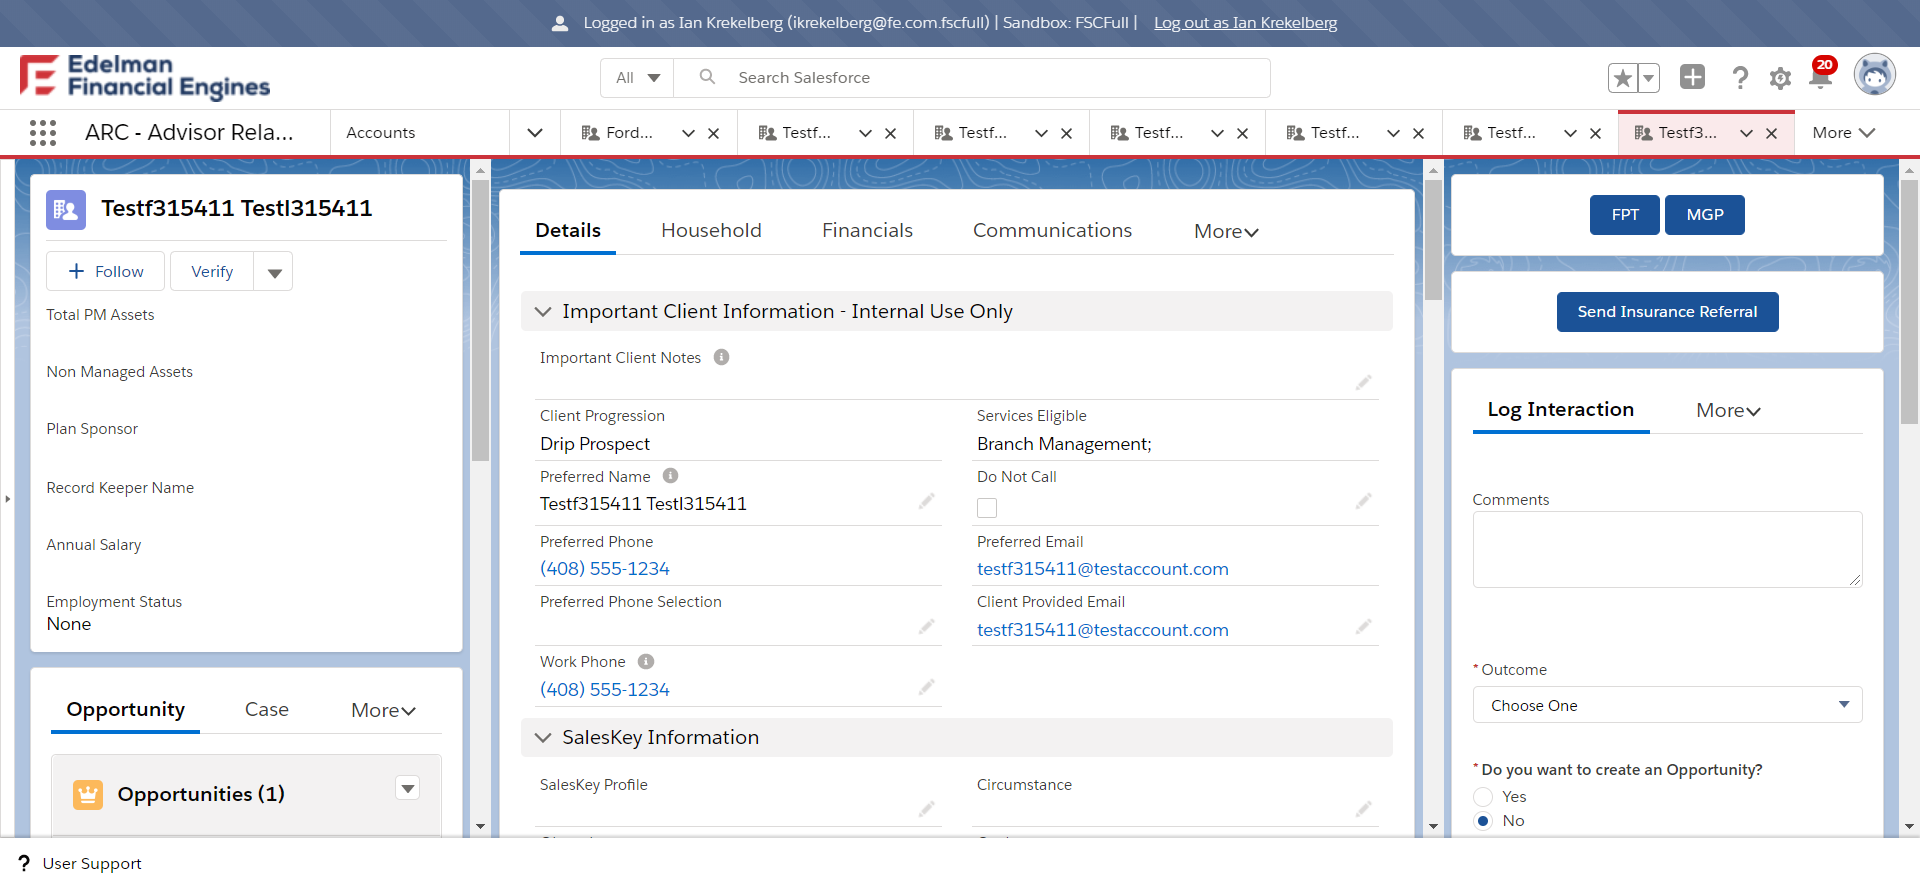 Logged in as Ian Krekelberg (ikrekelberg@fe.com.fscfull) | Sandbox: FSCFull | Log out as Ian Krekelberg
Edelman
Financial Engines
All
Search Salesforce
20
ARC - Advisor Rela...
Accounts
Ford...
Testf...
Testf...
Testf...
Testf...
Testf...
Testf3...
More
Testf315411 Testl315411
Follow
Verify
Total PM Assets
Non Managed Assets
Plan Sponsor
Record Keeper Name
Annual Salary
Employment Status
None
Opportunity
Case
More
Opportunities (1)
Details
Household
Financials
Communications
More
Important Client Information - Internal Use Only
Important Client Notes
Client Progression
Drip Prospect
Services Eligible
Branch Management;
Preferred Name
Testf315411 Testl315411
Do Not Call
Preferred Phone
(408) 555-1234
Preferred Email
testf315411@testaccount.com
Preferred Phone Selection
Client Provided Email
testf315411@testaccount.com
Work Phone
(408) 555-1234
SalesKey Information
SalesKey Profile
Circumstance
FPT
MGP
Send Insurance Referral
Log Interaction
More
Comments
* Outcome
Choose One
* Do you want to create an Opportunity?
Yes
No
? User Support